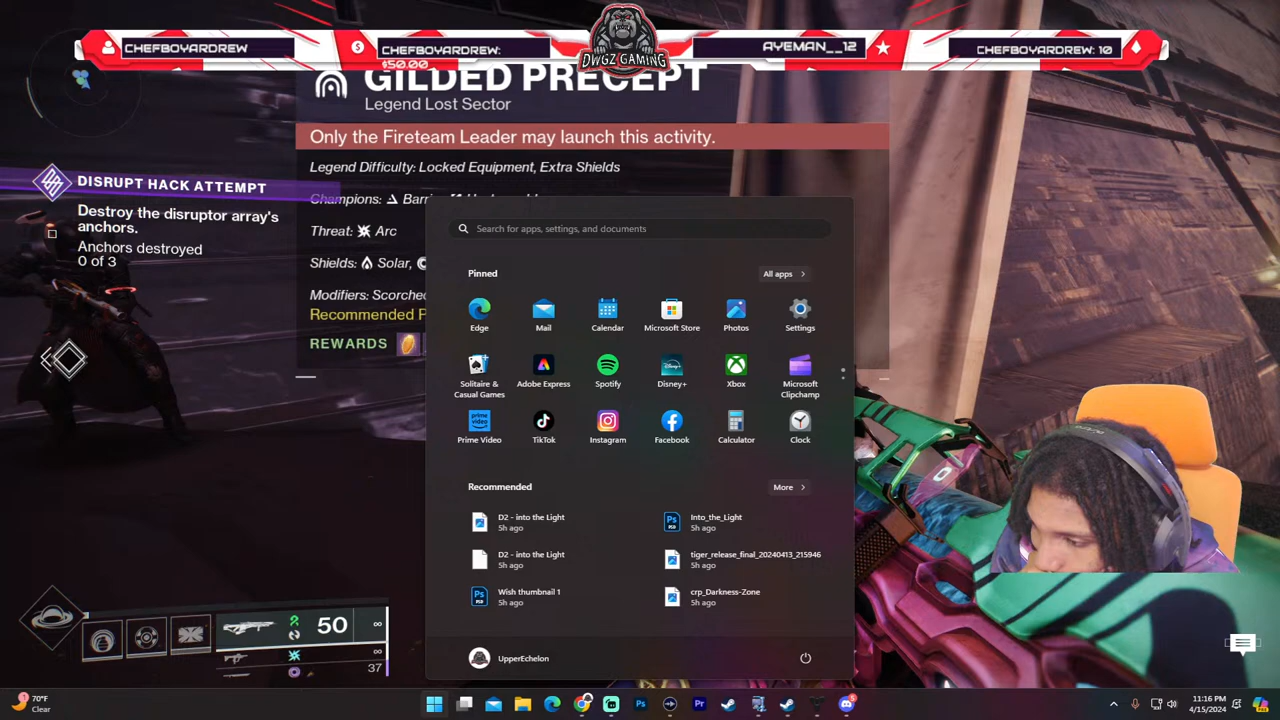 CHEFBOYARDREW
CHEFBOYARDREW:
$50.00
DWGZ GAMING
AYEMAN__12
CHEFBOYARDREW: 10
GILDED PRECEPT
Legend Lost Sector
Only the Fireteam Leader may launch this activity.
Legend Difficulty: Locked Equipment, Extra Shields
Champions:
Threat: Arc
Shields: Solar,
Modifiers: Scorched
Recommended P
REWARDS
DISRUPT HACK ATTEMPT
Destroy the disruptor array's
anchors.
Anchors destroyed
0 of 3
Search for apps, settings, and documents
Pinned
All apps
Edge
Mail
Calendar
Microsoft Store
Photos
Settings
Solitaire &
Casual Games
Adobe Express
Spotify
Disney+
Xbox
Microsoft
Clipchamp
Prime Video
TikTok
Instagram
Facebook
Calculator
Clock
Recommended
More
D2 - into the Light
5h ago
Into_the_Light
5h ago
D2 - into the Light
5h ago
tiger_release_final_20240413_215946
5h ago
Wish thumbnail 1
5h ago
crp_Darkness-Zone
5h ago
UpperEchelon
50
∞
∞
37
70°F
Clear
11:16 PM
4/15/2024